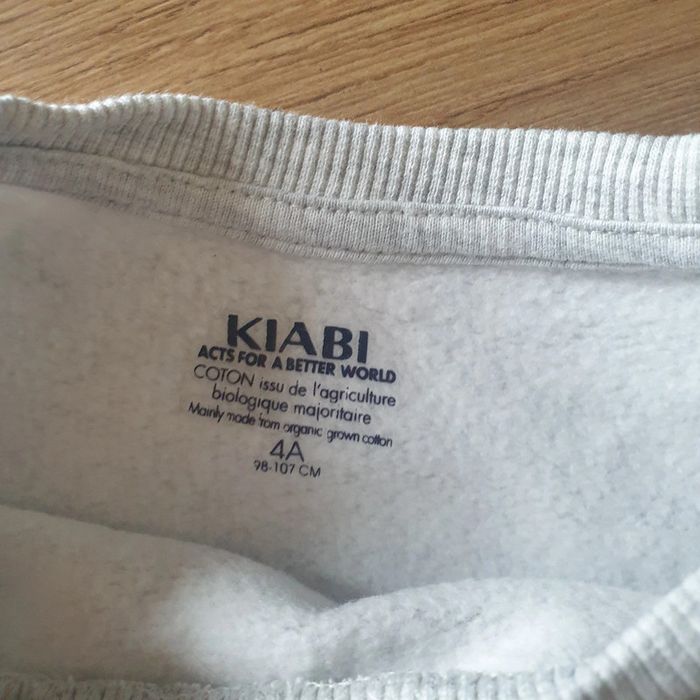 KIABI
ACTS FOR A BETTER WORLD
COTON issu de l'agriculture
biologique majoritaire
Mainly made from organic grown cotton
4A
98-107 CM